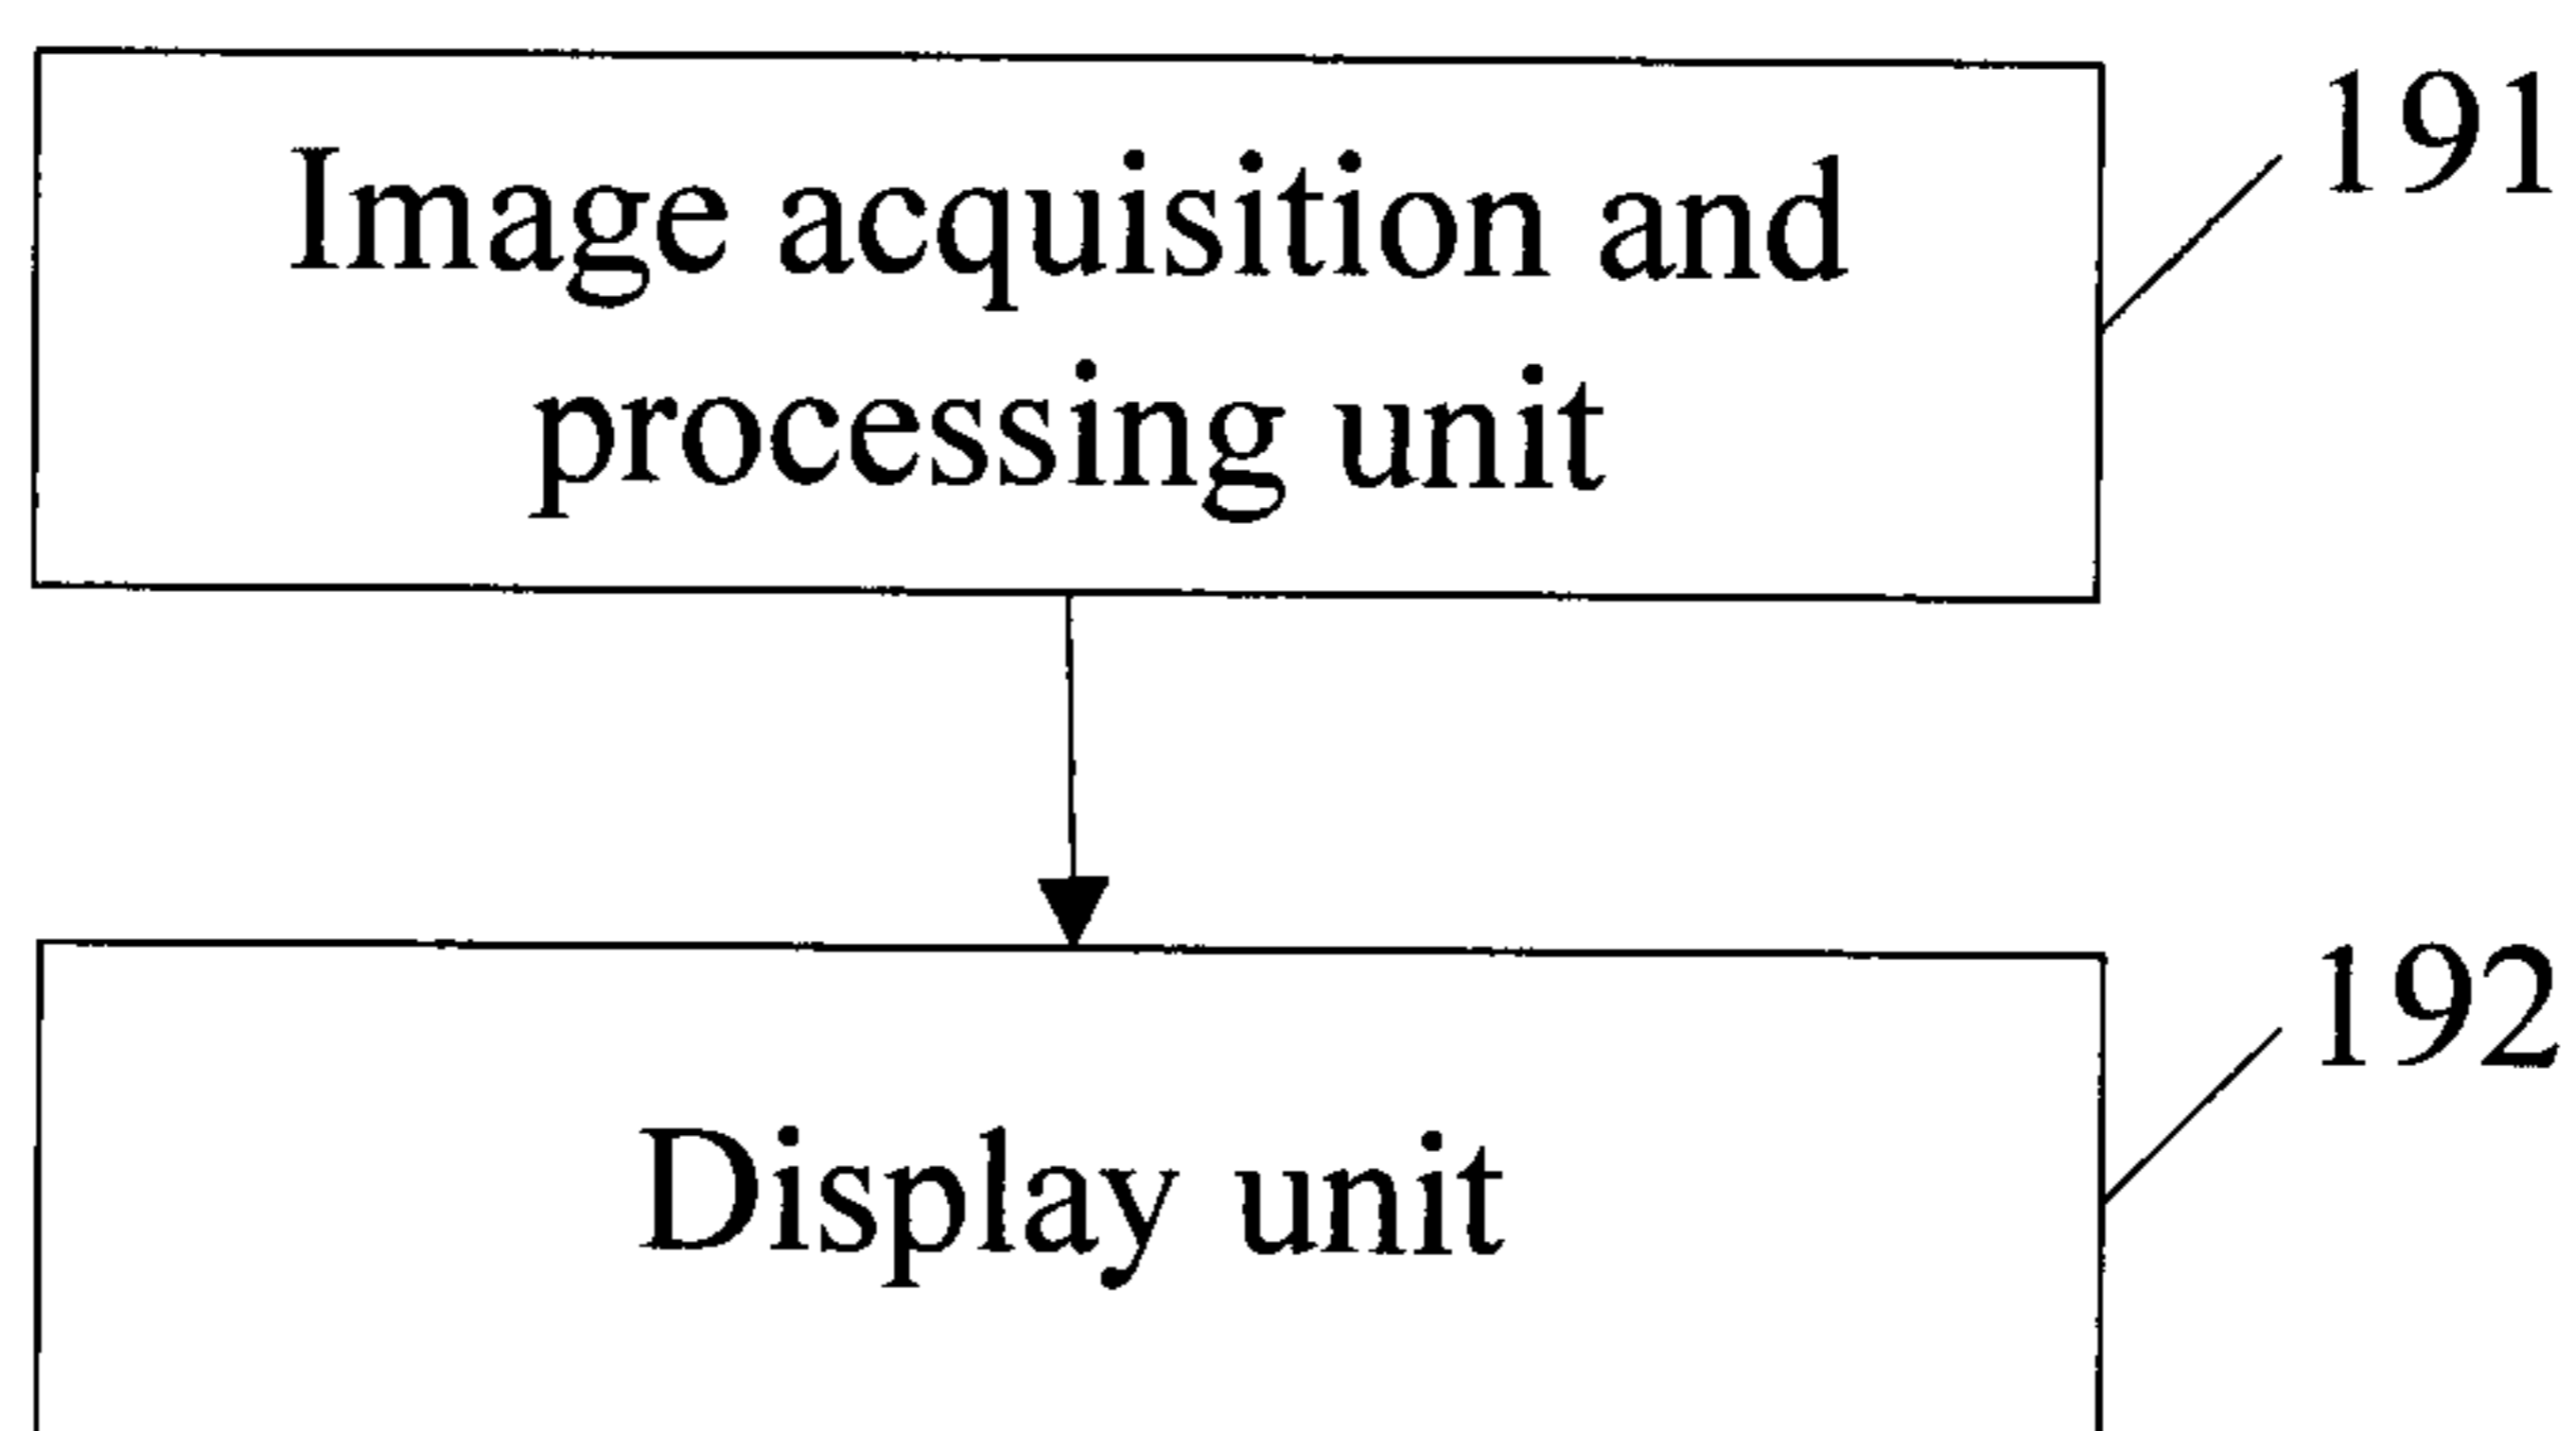 191
Image acquisition and
processing unit
192
Display unit